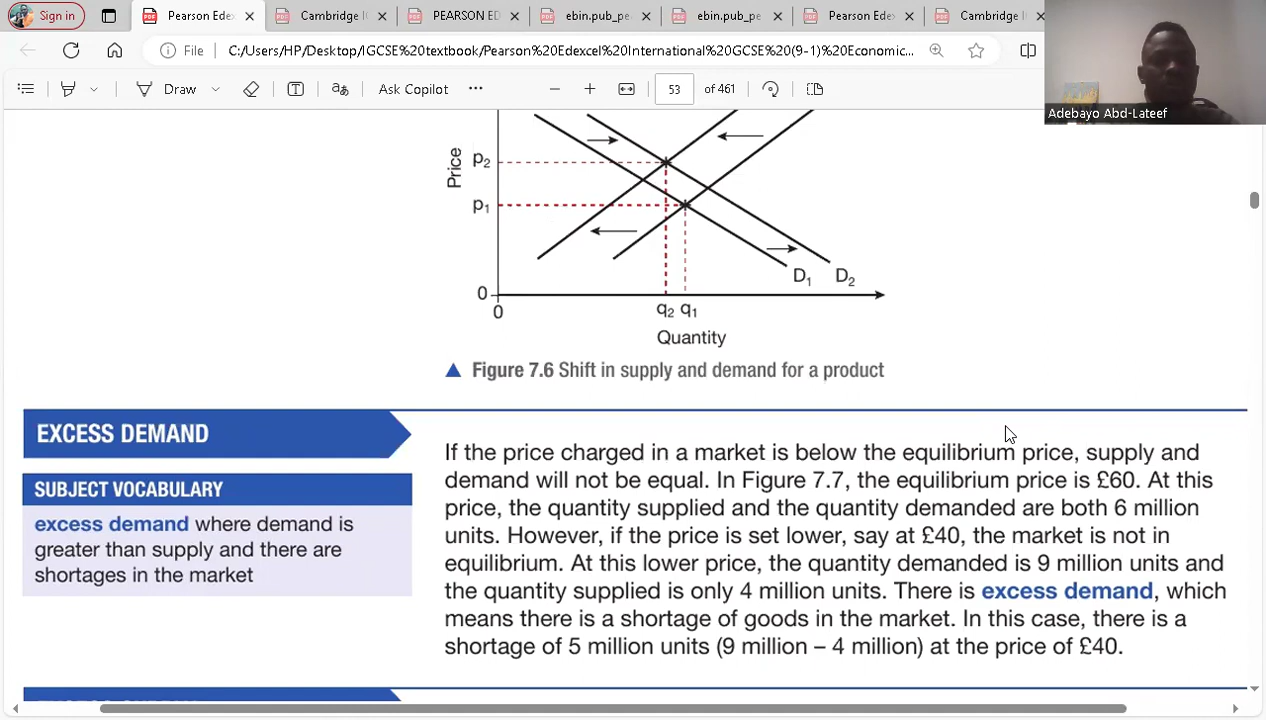 Sign in
Pearson Edex
Cambridge IG
PEARSON ED
ebin.pub_pe
ebin.pub_pe
Pearson Edex
Cambridge IG
File
C:/Users/HP/Desktop/IGCSE%20textbook/Pearson%20Edexcel%20International%20GCSE%20(9-1)%20Economic...
Draw
aあ
Ask Copilot
53
of 461
Adebayo Abd-Lateef
Price
p2
p1
0
0
q2 q1
D1
D2
Quantity
Figure 7.6 Shift in supply and demand for a product
EXCESS DEMAND
SUBJECT VOCABULARY
excess demand where demand is
greater than supply and there are
shortages in the market
If the price charged in a market is below the equilibrium price, supply and
demand will not be equal. In Figure 7.7, the equilibrium price is £60. At this
price, the quantity supplied and the quantity demanded are both 6 million
units. However, if the price is set lower, say at £40, the market is not in
equilibrium. At this lower price, the quantity demanded is 9 million units and
the quantity supplied is only 4 million units. There is excess demand, which
means there is a shortage of goods in the market. In this case, there is a
shortage of 5 million units (9 million – 4 million) at the price of £40.